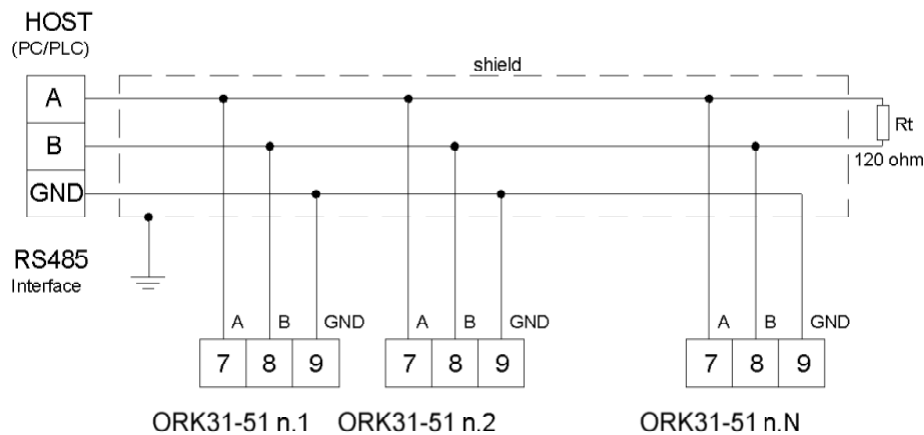 HOST
(PC/PLC)
shield
A
B
GND
Rt
120 ohm
RS485
Interface
A B GND A B GND A B GND
7 8 9 7 8 9 7 8 9
ORK31-51 n.1 ORK31-51 n.2 ORK31-51 n.N